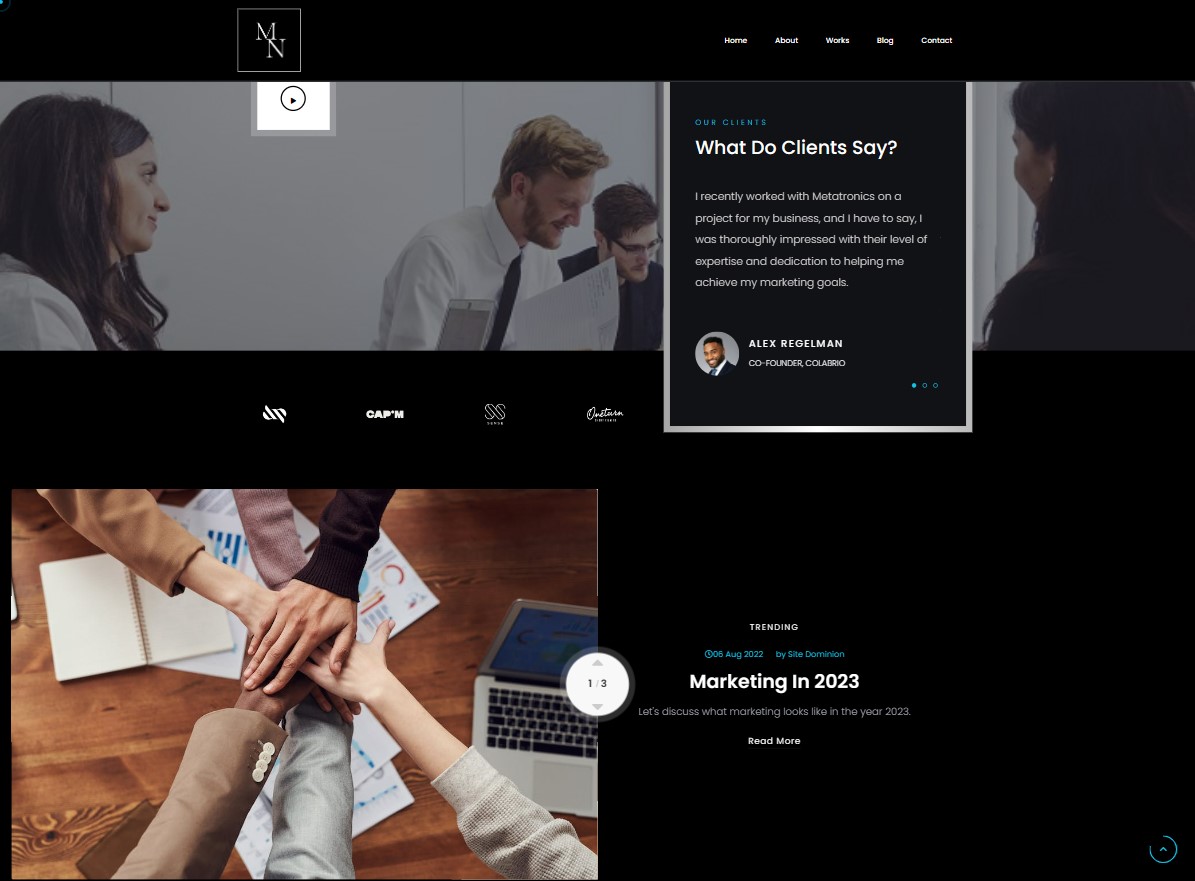 M
N
Home
About
Works
Blog
Contact
OUR CLIENTS
What Do Clients Say?
I recently worked with Metatronics on a
project for my business, and I have to say, I
was thoroughly impressed with their level of
expertise and dedication to helping me
achieve my marketing goals.
ALEX REGELMAN
CO-FOUNDER, COLABRIO
CAP'M
SENSE
Oneturn
TRENDING
06 Aug 2022 by Site Dominion
Marketing In 2023
1 / 3
Let's discuss what marketing looks like in the year 2023.
Read More